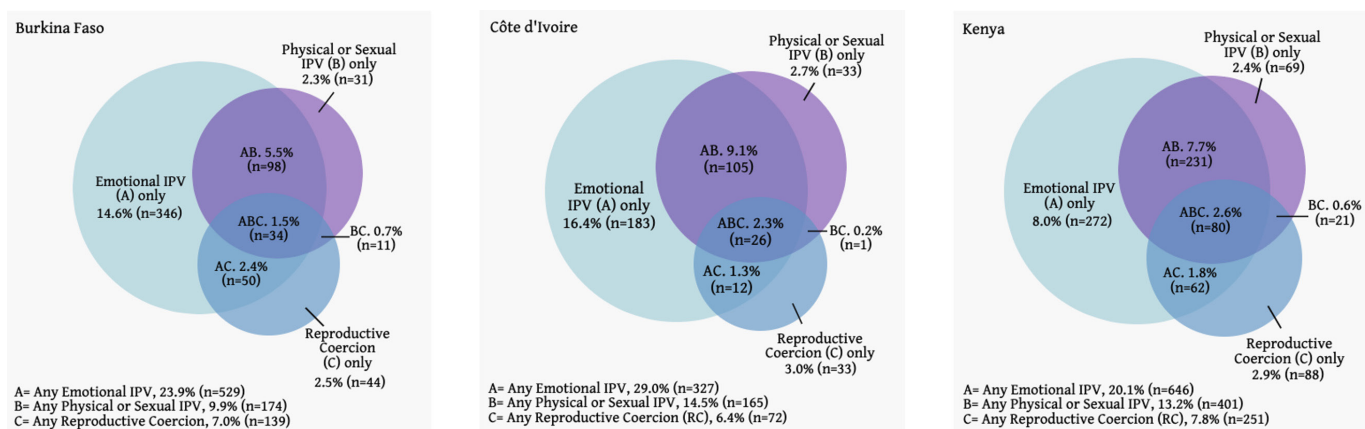 Burkina Faso
Physical or Sexual
IPV (B) only
2.3% (n=31)
AB. 5.5%
(n=98)
Emotional IPV
(A) only
14.6% (n=346)
ABC. 1.5%
(n=34)
BC. 0.7%
(n=11)
AC. 2.4%
(n=50)
Reproductive
Coercion
(C) only
2.5% (n=44)
A= Any Emotional IPV, 23.9% (n=529)
B= Any Physical or Sexual IPV, 9.9% (n=174)
C= Any Reproductive Coercion, 7.0% (n=139)
Côte d'Ivoire
Physical or Sexual
IPV (B) only
2.7% (n=33)
AB. 9.1%
(n=105)
Emotional
IPV (A) only
16.4% (n=183)
ABC. 2.3%
(n=26)
BC. 0.2%
(n=1)
AC. 1.3%
(n=12)
Reproductive
Coercion (C) only
3.0% (n=33)
A= Any Emotional IPV, 29.0% (n=327)
B= Any Physical or Sexual IPV, 14.5% (n=165)
C= Any Reproductive Coercion (RC), 6.4% (n=72)
Kenya
Physical or Sexual
IPV (B) only
2.4% (n=69)
AB. 7.7%
(n=231)
Emotional IPV
(A) only
8.0% (n=272)
ABC. 2.6%
(n=80)
BC. 0.6%
(n=21)
AC. 1.8%
(n=62)
Reproductive
Coercion (C) only
2.9% (n=88)
A= Any Emotional IPV, 20.1% (n=646)
B= Any Physical or Sexual IPV, 13.2% (n=401)
C= Any Reproductive Coercion (RC), 7.8% (n=251)